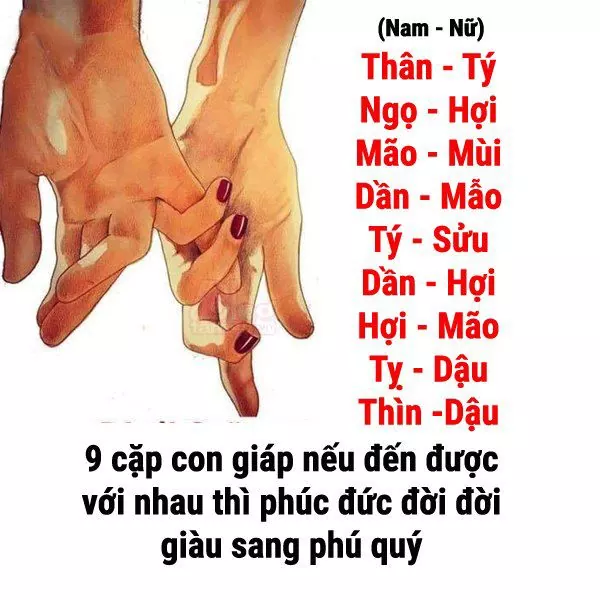 (Nam - Nữ)
Thân - Tý
Ngọ - Hợi
Mão - Mùi
Dần - Mẫo
Tý - Sửu
Dần - Hợi
Hợi - Mão
Tỵ - Dậu
Thìn -Dậu
9 cặp con giáp nếu đến được
với nhau thì phúc đức đời đời
giàu sang phú quý